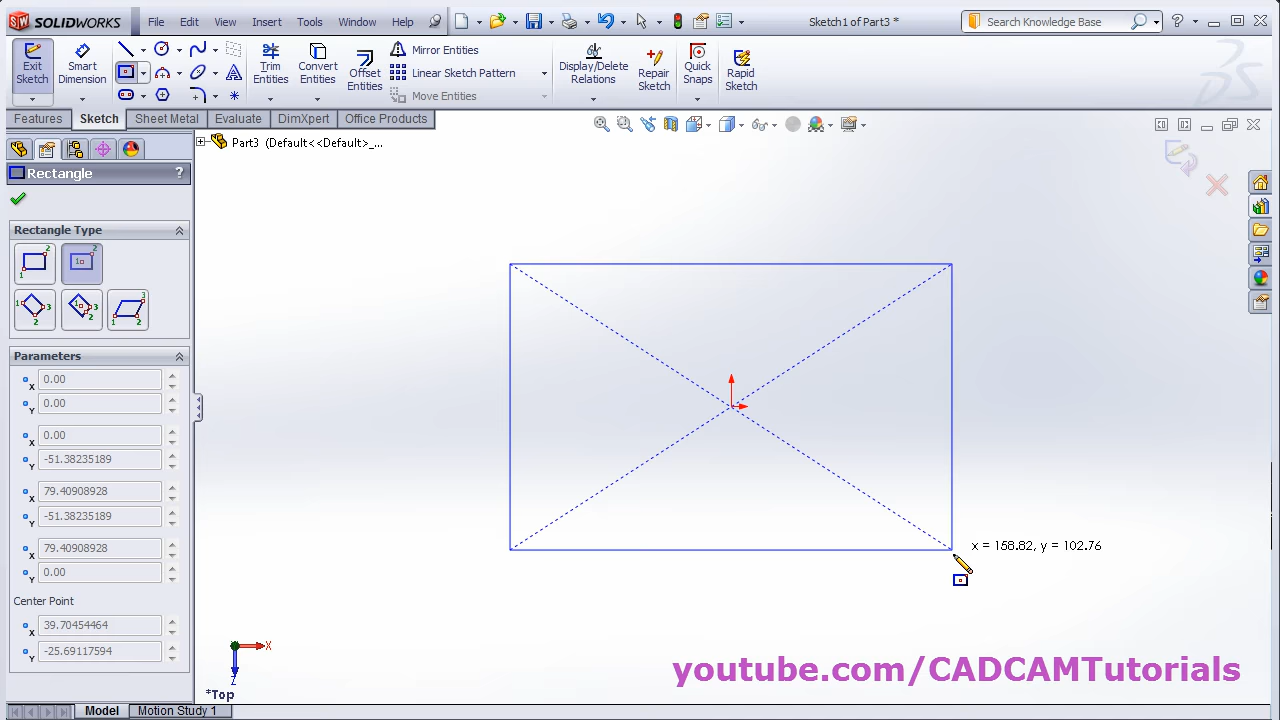 SOLIDWORKS File Edit View Insert Tools Window Help Sketch1 of Part3 * Search Knowledge Base ?
Exit Sketch
Smart Dimension
Trim Entities
Convert Entities
Offset Entities
Mirror Entities
Linear Sketch Pattern
Move Entities
Display/Delete Relations
Repair Sketch
Quick Snaps
Rapid Sketch
Features Sketch Sheet Metal Evaluate DimXpert Office Products
Part3 (Default<<Default>_...
Rectangle ?
Rectangle Type
Parameters
X 0.00
Y 0.00
X 0.00
Y -51.38235189
X 79.40908928
Y -51.38235189
X 79.40908928
Y 0.00
Center Point
X 39.70454464
Y -25.69117594
x = 158.82, y = 102.76
X
Z
*Top
youtube.com/CADCAMTutorials
Model Motion Study 1